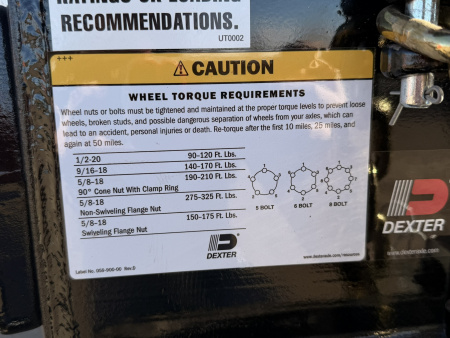 RATINGS OR LOADING
RECOMMENDATIONS.
UT0002
+++
CAUTION
WHEEL TORQUE REQUIREMENTS
Wheel nuts or bolts must be tightened and maintained at the proper torque levels to prevent loose
wheels, broken studs, and possible dangerous separation of wheels from your axles, which can
lead to an accident, personal injuries or death. Re-torque after the first 10 miles, 25 miles, and
again at 50 miles.
1/2-20 90-120 Ft. Lbs.
9/16-18 140-170 Ft. Lbs.
5/8-18 190-210 Ft. Lbs.
90° Cone Nut With Clamp Ring
5/8-18 275-325 Ft. Lbs.
Non-Swiveling Flange Nut
5/8-18 150-175 Ft. Lbs.
Swiveling Flange Nut
5 BOLT 6 BOLT 8 BOLT
DEXTER
DEXTER
Rev.D